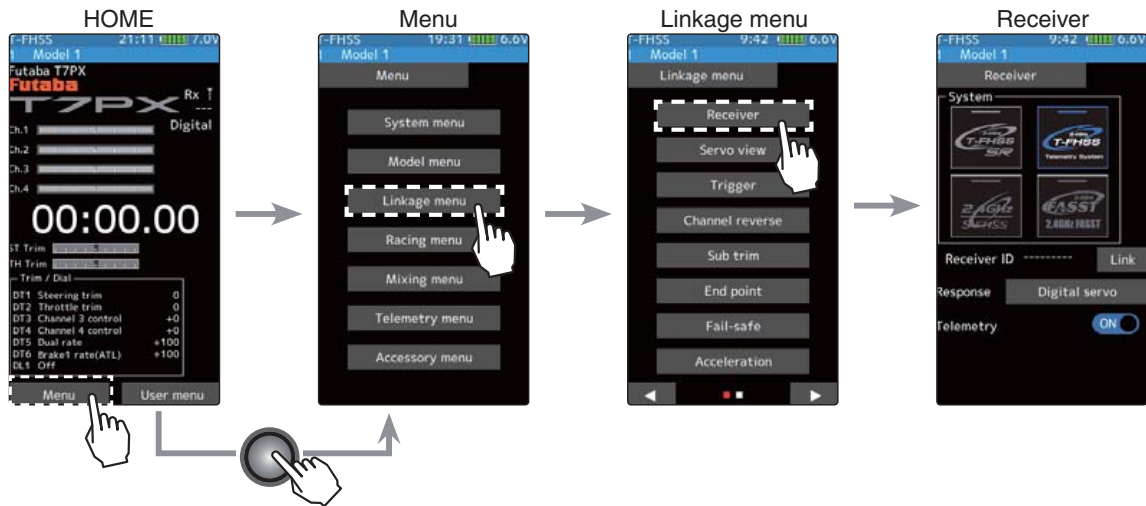 HOME
T-FHSS 21:11 7.0V
1 Model 1
Futaba T7PX
Futaba
T7PX
Rx
---
Digital
Ch.1
Ch.2
Ch.3
Ch.4
00:00.00
ST Trim
TH Trim
Trim / Dial
DT1 Steering trim 0
DT2 Throttle trim 0
DT3 Channel 3 control +0
DT4 Channel 4 control +0
DT5 Dual rate +100
DT6 Brake1 rate(ATL) +100
DL1 Off
Menu User menu
Menu
T-FHSS 19:31 6.6V
1 Model 1
Menu
System menu
Model menu
Linkage menu
Racing menu
Mixing menu
Telemetry menu
Accessory menu
Linkage menu
T-FHSS 9:42 6.6V
1 Model 1
Linkage menu
Receiver
Servo view
Trigger
Channel reverse
Sub trim
End point
Fail-safe
Acceleration
Receiver
T-FHSS 9:42 6.6V
1 Model 1
Receiver
System
T-FHSS
SR
T-FHSS
Telemetry System
2.4GHz
S-FHSS
FASST
2.4GHz FASST
Receiver ID --------- Link
Response Digital servo
Telemetry ON